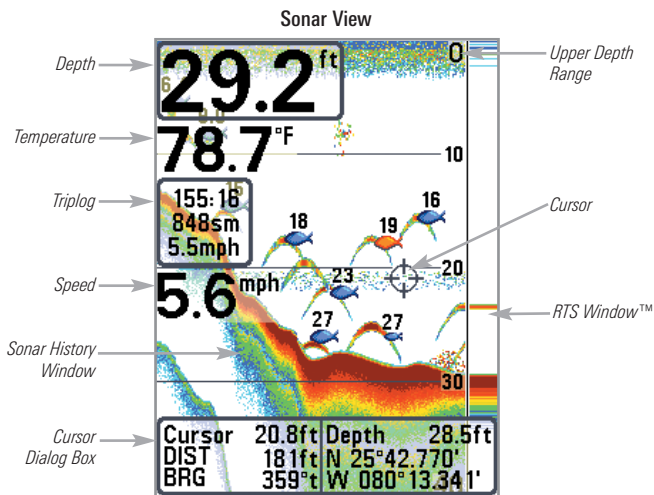 Sonar View
Depth
29.2 ft
0
Upper Depth
Range
Temperature
78.7 °F
10
Triplog
155:16
848sm
5.5mph
18
19
16
Cursor
20
Speed
5.6 mph
23
RTS Window™
27
27
Sonar History
Window
30
Cursor
Dialog Box
Cursor 20.8ft
DIST 181ft
BRG 359°t
Depth 28.5ft
N 25°42.770'
W 080°13.341'